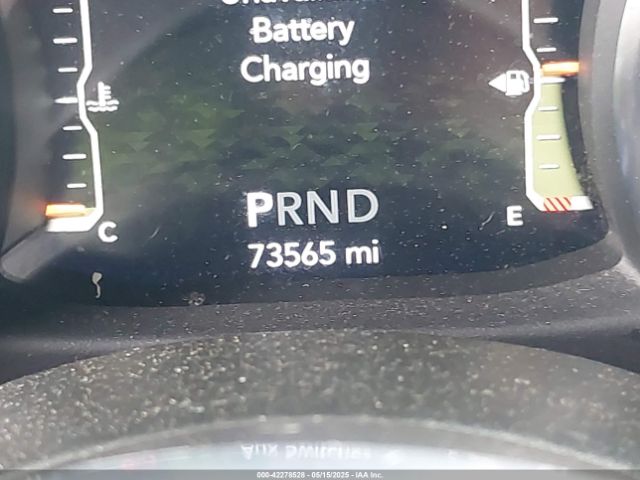 Battery
Charging
PRND
C
E
73565 mi
000-42278528 - 05/15/2025 - IAA Inc.